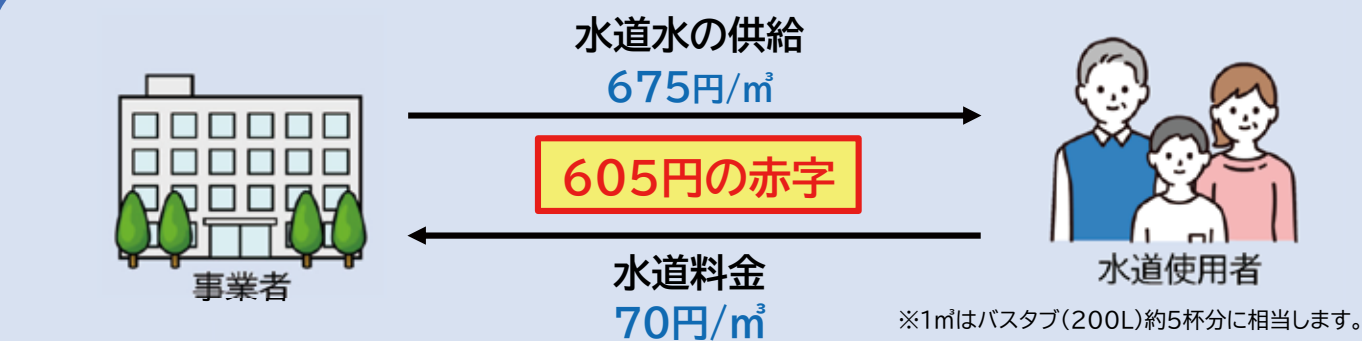 水道水の供給
675円/㎥
605円の赤字
水道料金
70円/㎥
事業者
水道使用者
※1㎥はバスタブ(200L)約5杯分に相当します。